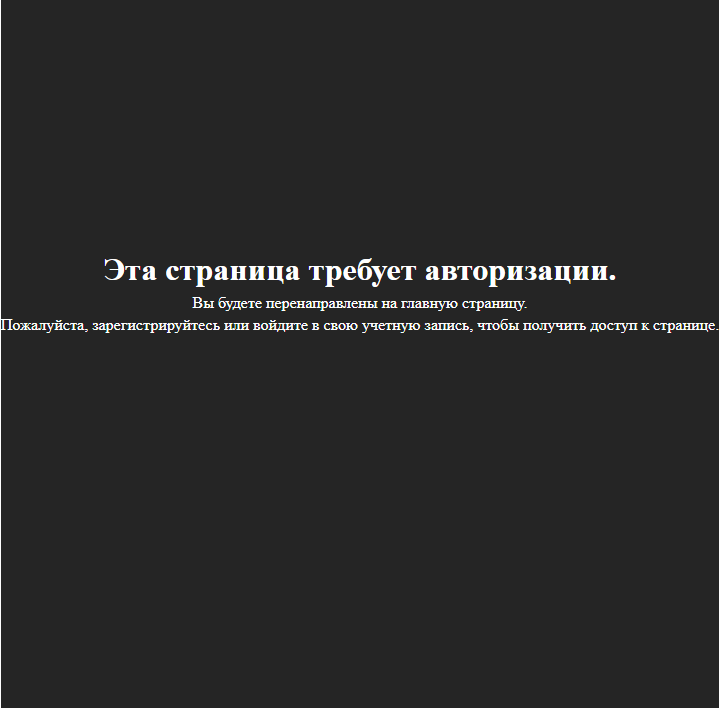 Эта страница требует авторизации.
Вы будете перенаправлены на главную страницу.
Пожалуйста, зарегистрируйтесь или войдите в свою учетную запись, чтобы получить доступ к странице.